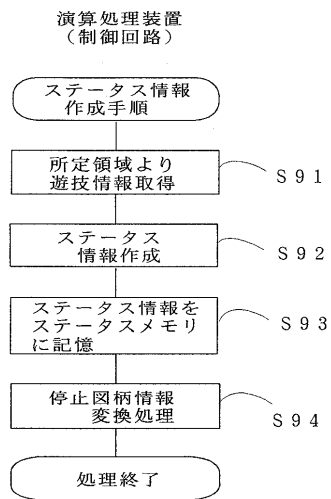 演算処理装置
（制御回路）
ステータス情報
作成手順
所定領域より
遊技情報取得
S91
ステータス
情報作成
S92
ステータス情報を
ステータスメモリ
に記憶
S93
停止図柄情報
変換処理
S94
処理終了